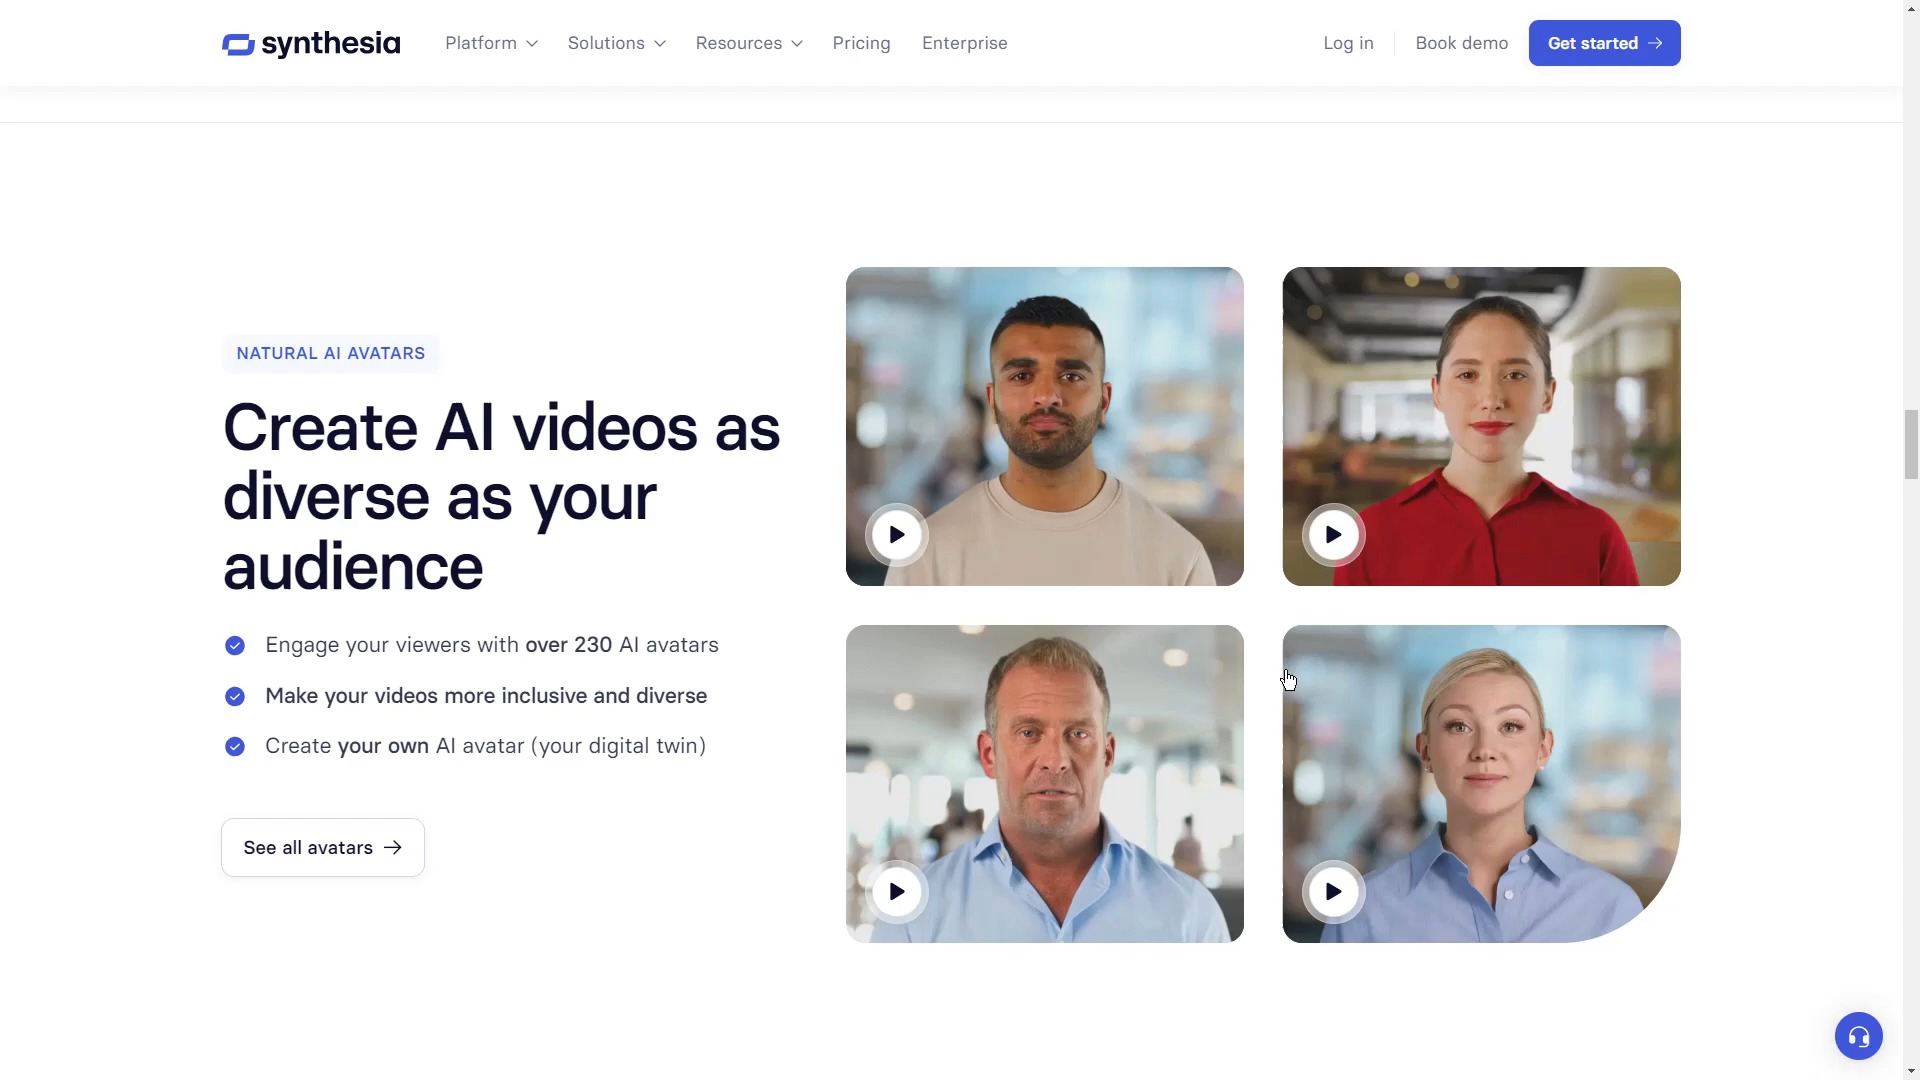 synthesia
Platform
Solutions
Resources
Pricing
Enterprise
Log in
Book demo
Get started
NATURAL AI AVATARS
Create AI videos as
diverse as your
audience
Engage your viewers with over 230 AI avatars
Make your videos more inclusive and diverse
Create your own AI avatar (your digital twin)
See all avatars